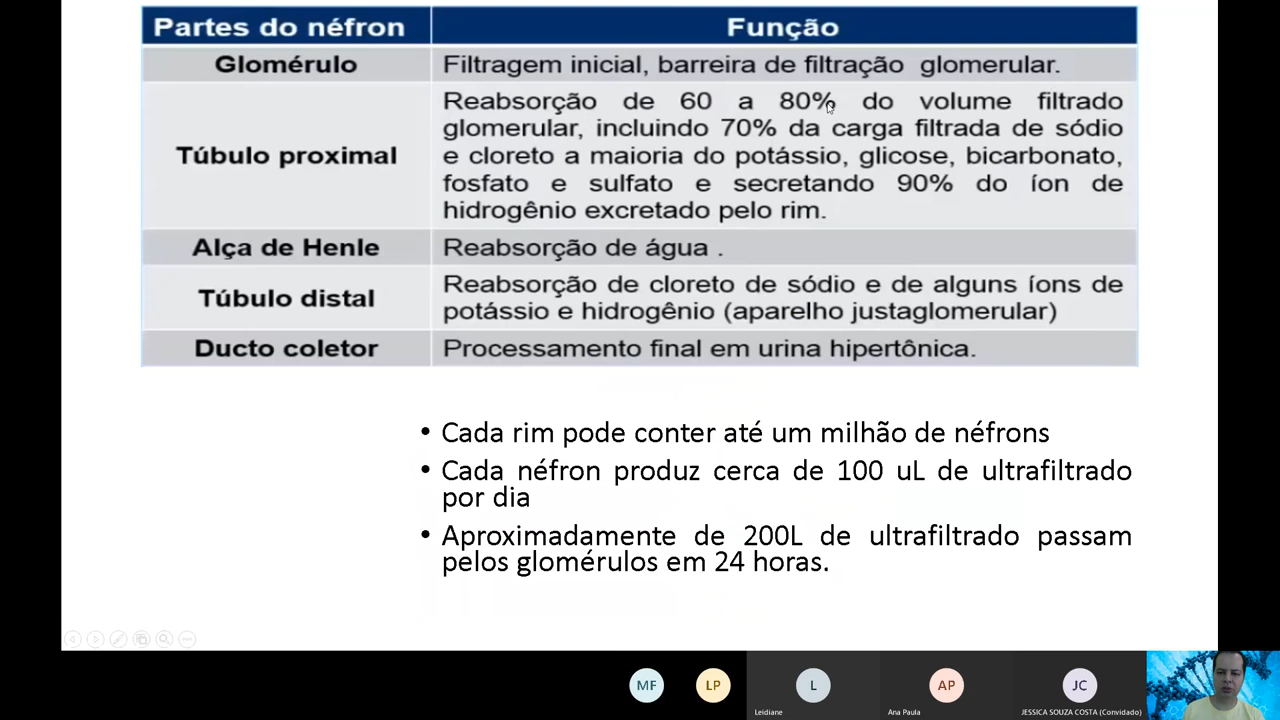 Partes do néfron Função
Glomérulo Filtragem inicial, barreira de filtração glomerular.
Reabsorção de 60 a 80% do volume filtrado
glomerular, incluindo 70% da carga filtrada de sódio
Túbulo proximal e cloreto a maioria do potássio, glicose, bicarbonato,
fosfato e sulfato e secretando 90% do íon de
hidrogênio excretado pelo rim.
Alça de Henle Reabsorção de água .
Túbulo distal
Reabsorção de cloreto de sódio e de alguns íons de
potássio e hidrogênio (aparelho justaglomerular)
Ducto coletor Processamento final em urina hipertônica.
• Cada rim pode conter até um milhão de néfrons
• Cada néfron produz cerca de 100 uL de ultrafiltrado
por dia
• Aproximadamente de 200L de ultrafiltrado passam
pelos glomérulos em 24 horas.
MF LP L AP JC
Leidiane Ana Paula JESSICA SOUZA COSTA (Convidado)